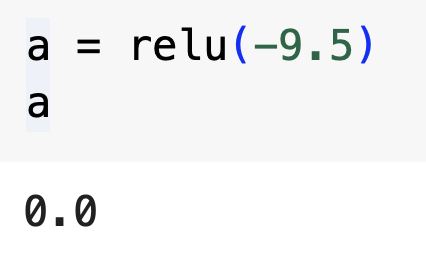 a = relu(-9.5)
a
0.0